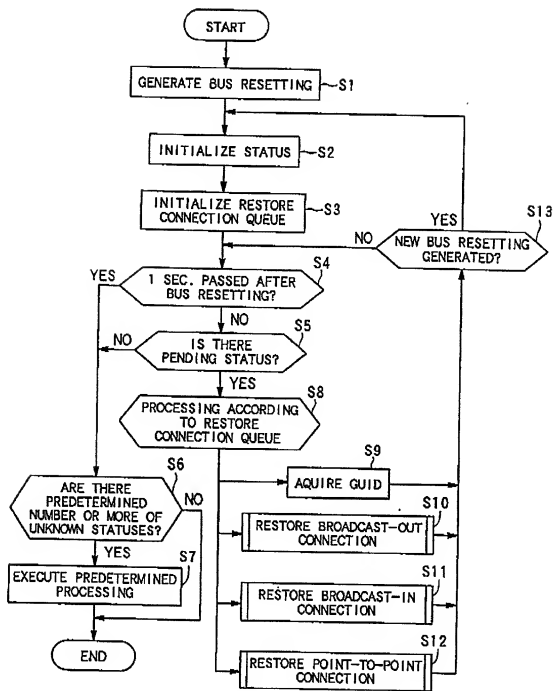 START
GENERATE BUS RESETTING
S1
INITIALIZE STATUS
S2
INITIALIZE RESTORE
CONNECTION QUEUE
S3
S13
YES
NO
NEW BUS RESETTING
GENERATED?
S4
YES
1 SEC. PASSED AFTER
BUS RESETTING?
NO
S5
NO
IS THERE
PENDING STATUS?
YES
S8
PROCESSING ACCORDING
TO RESTORE
CONNECTION QUEUE
S9
AQUIRE GUID
S6
ARE THERE
PREDETERMINED
NUMBER OR MORE OF
UNKNOWN STATUSES?
NO
S10
RESTORE BROADCAST-OUT
CONNECTION
YES
S7
EXECUTE PREDETERMINED
PROCESSING
S11
RESTORE BROADCAST-IN
CONNECTION
END
S12
RESTORE POINT-TO-POINT
CONNECTION